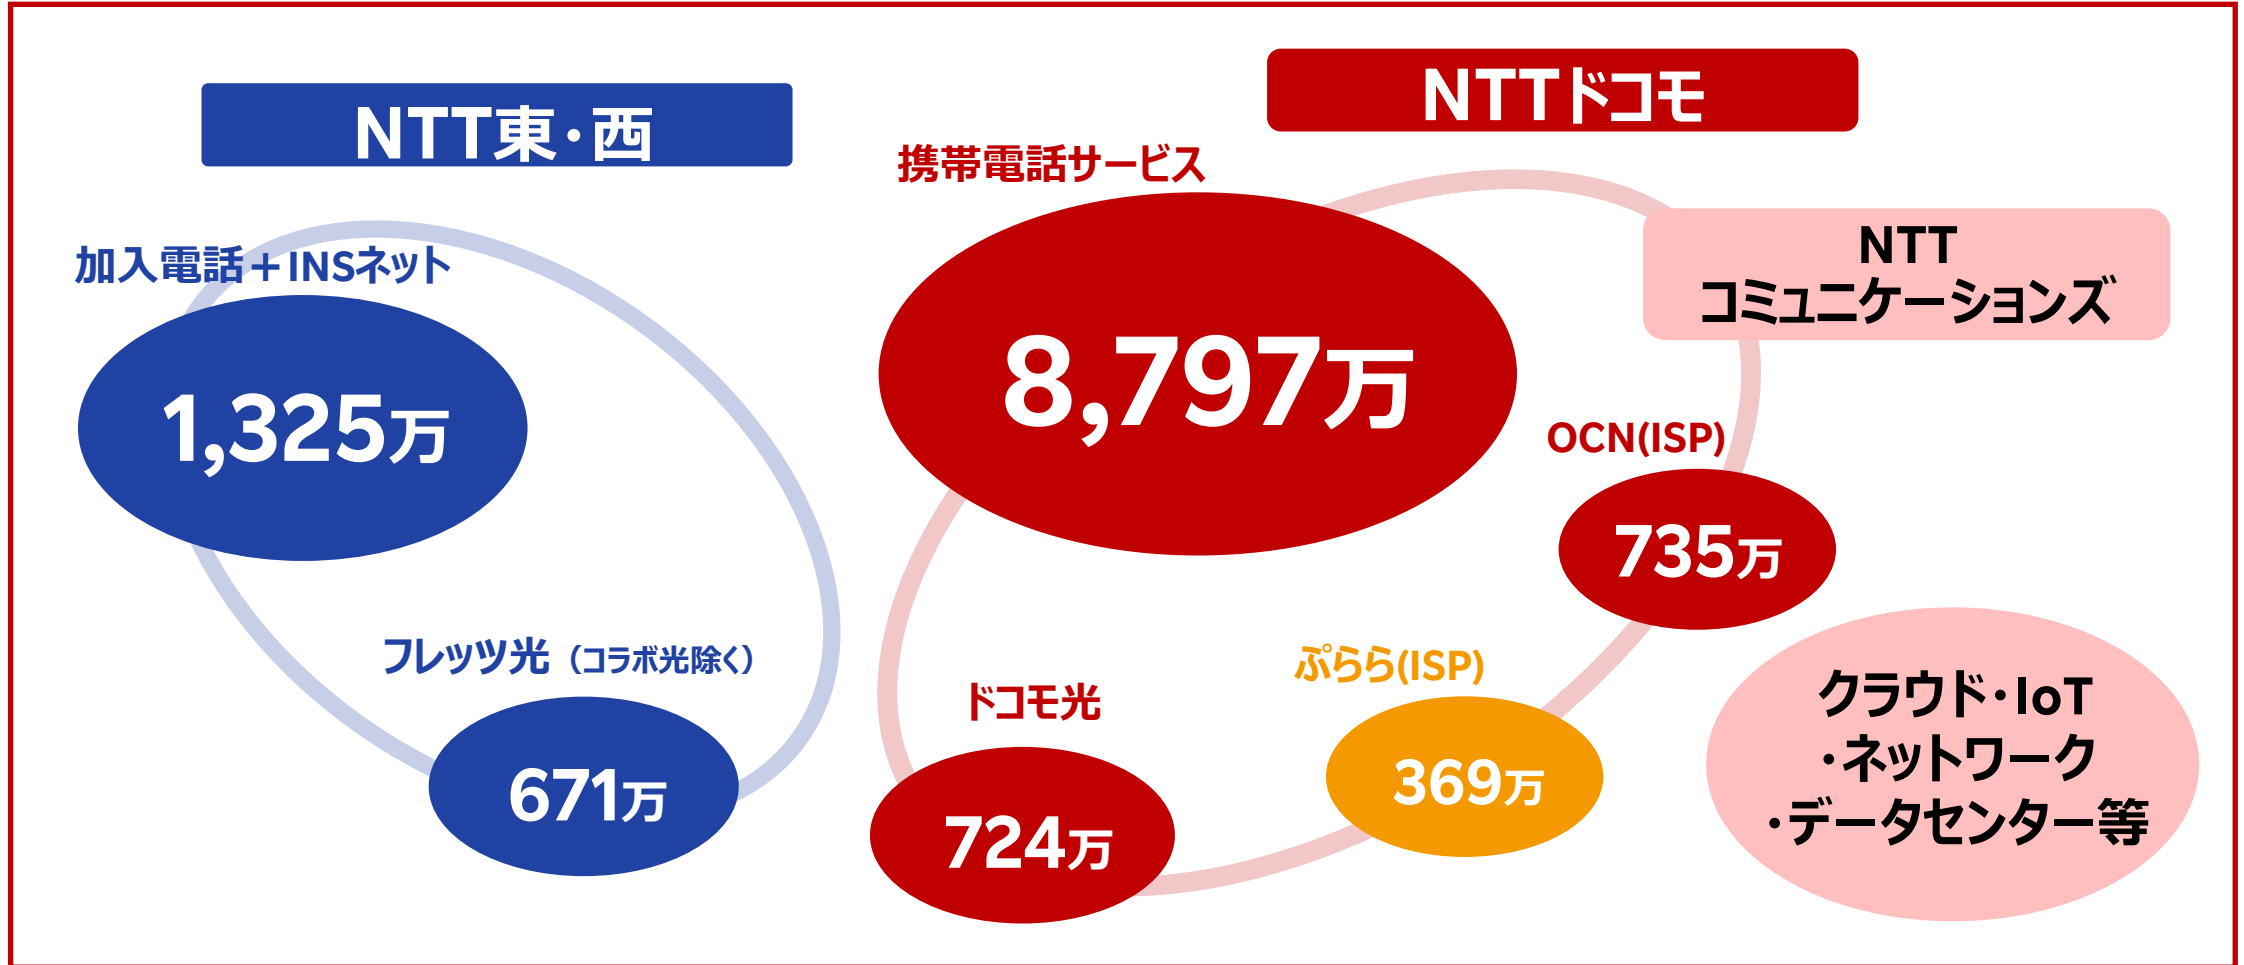 NTT東・西
加入電話＋INSネット
1,325万
フレッツ光（コラボ光除く）
671万
NTTドコモ
携帯電話サービス
8,797万
NTT
コミュニケーションズ
OCN(ISP)
735万
ぷらら(ISP)
369万
ドコモ光
724万
クラウド・IoT
・ネットワーク
・データセンター等